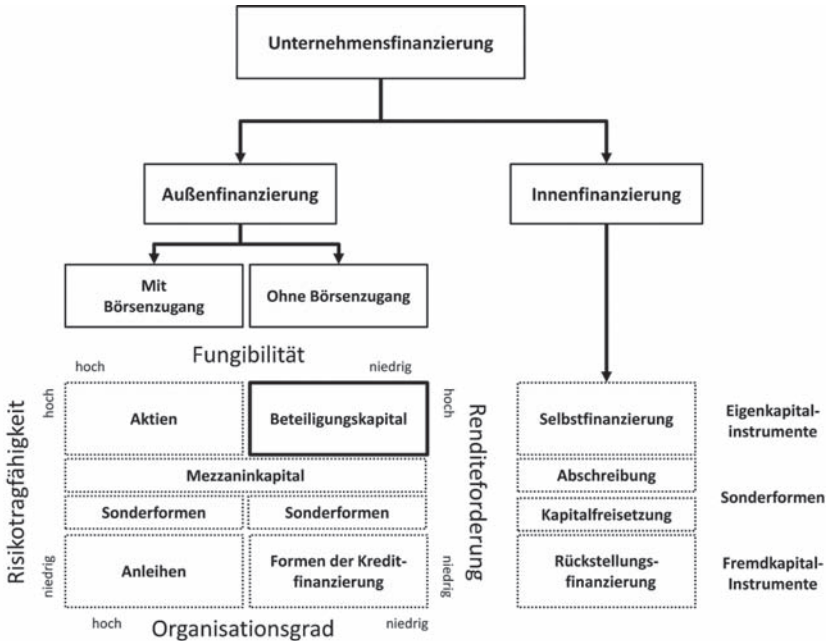 Unternehmensfinanzierung
Außenfinanzierung
Innenfinanzierung
Mit
Börsenzugang
Ohne Börsenzugang
Fungibilität
hoch
niedrig
Risikotragfähigkeit
hoch
niedrig
Aktien
Beteiligungskapital
Mezzaninkapital
Sonderformen
Sonderformen
Anleihen
Formen der Kredit-
finanzierung
hoch
niedrig
Renditeforderung
hoch
niedrig
Organisationsgrad
Selbstfinanzierung
Abschreibung
Kapitalfreisetzung
Rückstellungs-
finanzierung
Eigenkapital-
instrumente
Sonderformen
Fremdkapital-
Instrumente